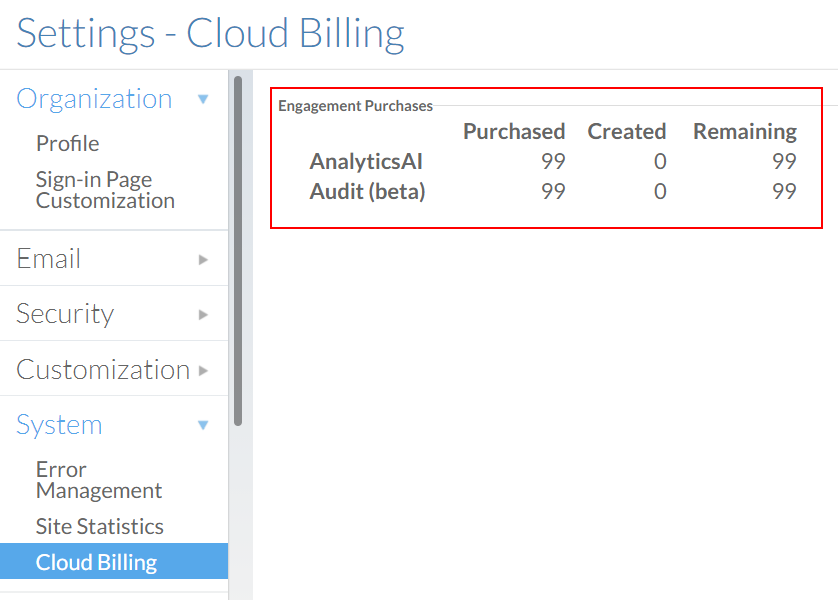 Settings - Cloud Billing
Organization
Profile
Sign-in Page
Customization
Email
Security
Customization
System
Error
Management
Site Statistics
Cloud Billing
Engagement Purchases
Purchased Created Remaining
AnalyticsAI 99 0 99
Audit (beta) 99 0 99